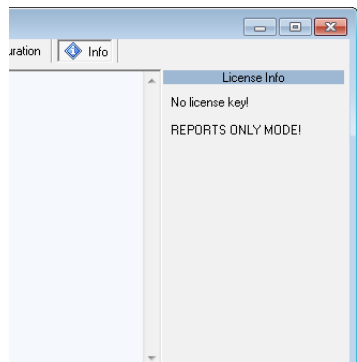 uration
Info
License Info
No license key!
REPORTS ONLY MODE!